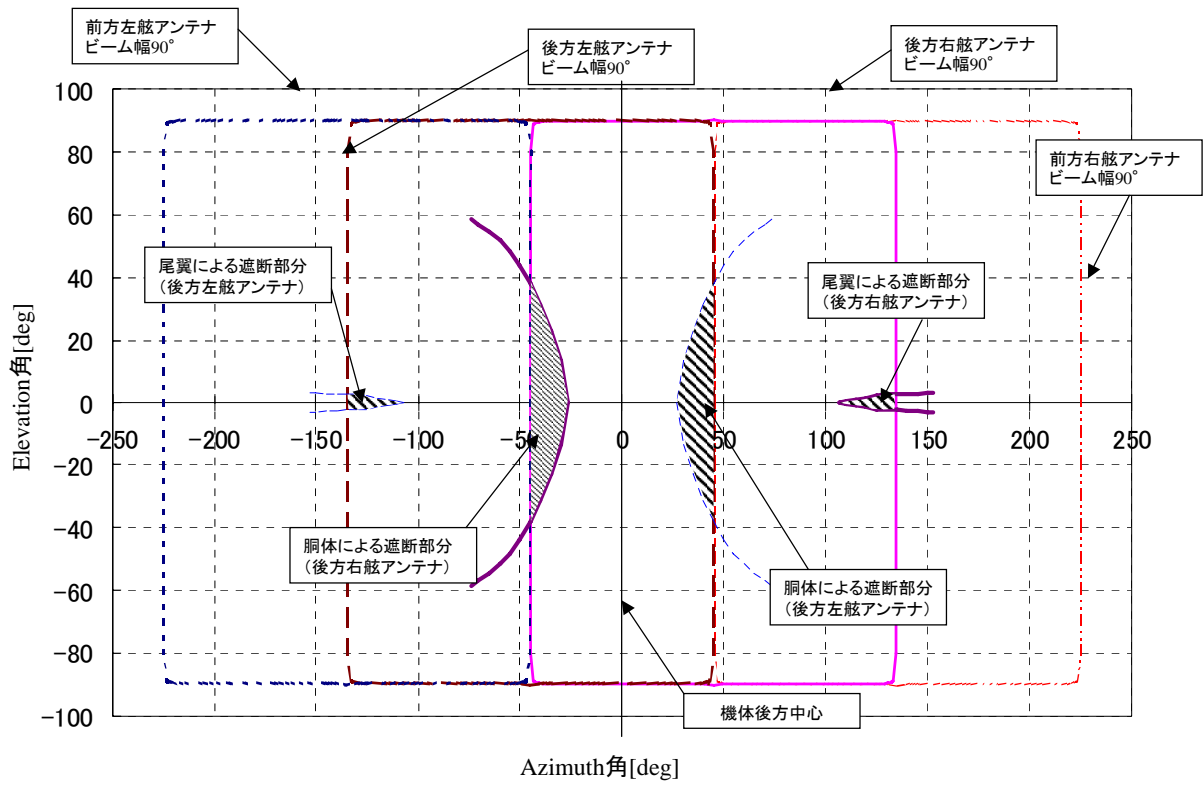 前方左舷アンテナ
ビーム幅90°
後方左舷アンテナ
ビーム幅90°
後方右舷アンテナ
ビーム幅90°
前方右舷アンテナ
ビーム幅90°
尾翼による遮断部分
（後方左舷アンテナ）
尾翼による遮断部分
（後方右舷アンテナ）
胴体による遮断部分
（後方右舷アンテナ）
胴体による遮断部分
（後方左舷アンテナ）
機体後方中心
Elevation角[deg]
100
80
60
40
20
0
-20
-40
-60
-80
-100
-250 -200 -150 -100 -50 0 50 100 150 200 250
Azimuth角[deg]